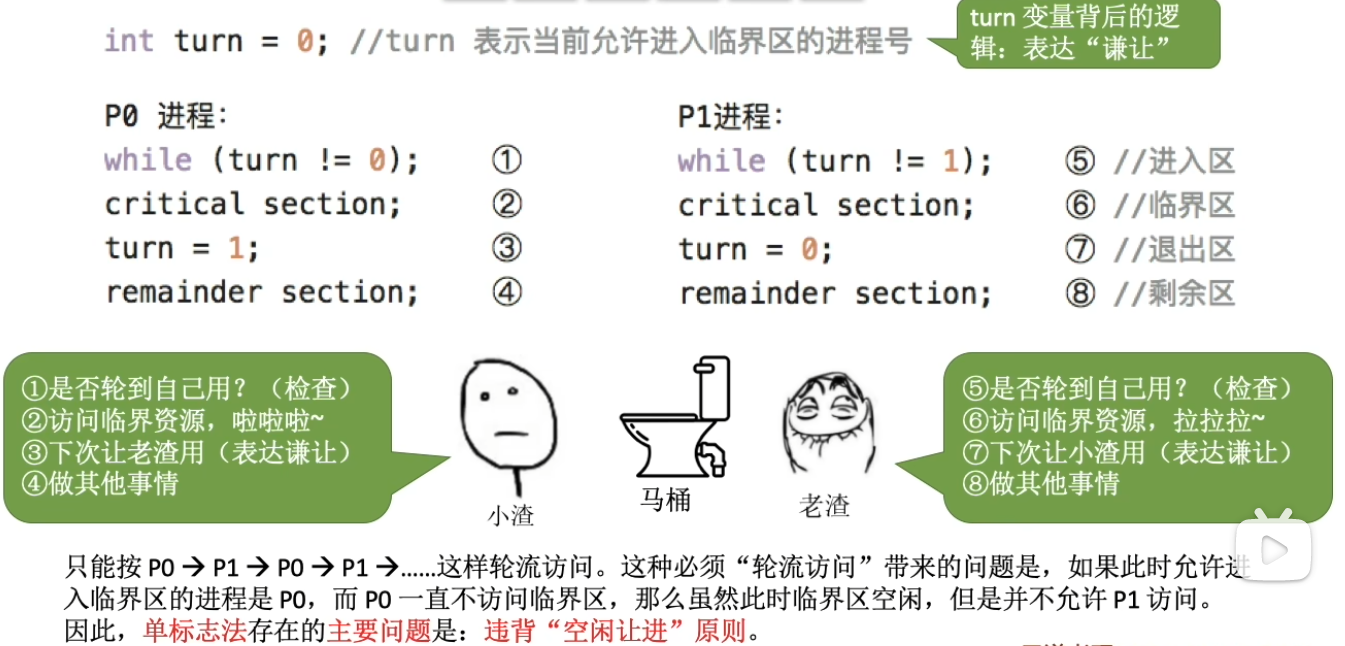 int turn = 0; //turn 表示当前允许进入临界区的进程号
turn 变量背后的逻
辑：表达“谦让”
P0 进程：
while (turn != 0); ①
critical section; ②
turn = 1; ③
remainder section; ④
P1进程：
while (turn != 1); ⑤ //进入区
critical section; ⑥ //临界区
turn = 0; ⑦ //退出区
remainder section; ⑧ //剩余区
①是否轮到自己用？（检查）
②访问临界资源，啦啦啦~
③下次让老渣用（表达谦让）
④做其他事情
小渣
马桶
老渣
⑤是否轮到自己用？（检查）
⑥访问临界资源，拉拉拉~
⑦下次让小渣用（表达谦让）
⑧做其他事情
只能按 P0 → P1 → P0 → P1 →......这样轮流访问。这种必须“轮流访问”带来的问题是，如果此时允许进
入临界区的进程是 P0，而 P0 一直不访问临界区，那么虽然此时临界区空闲，但是并不允许 P1 访问。
因此，单标志法存在的主要问题是：违背“空闲让进”原则。